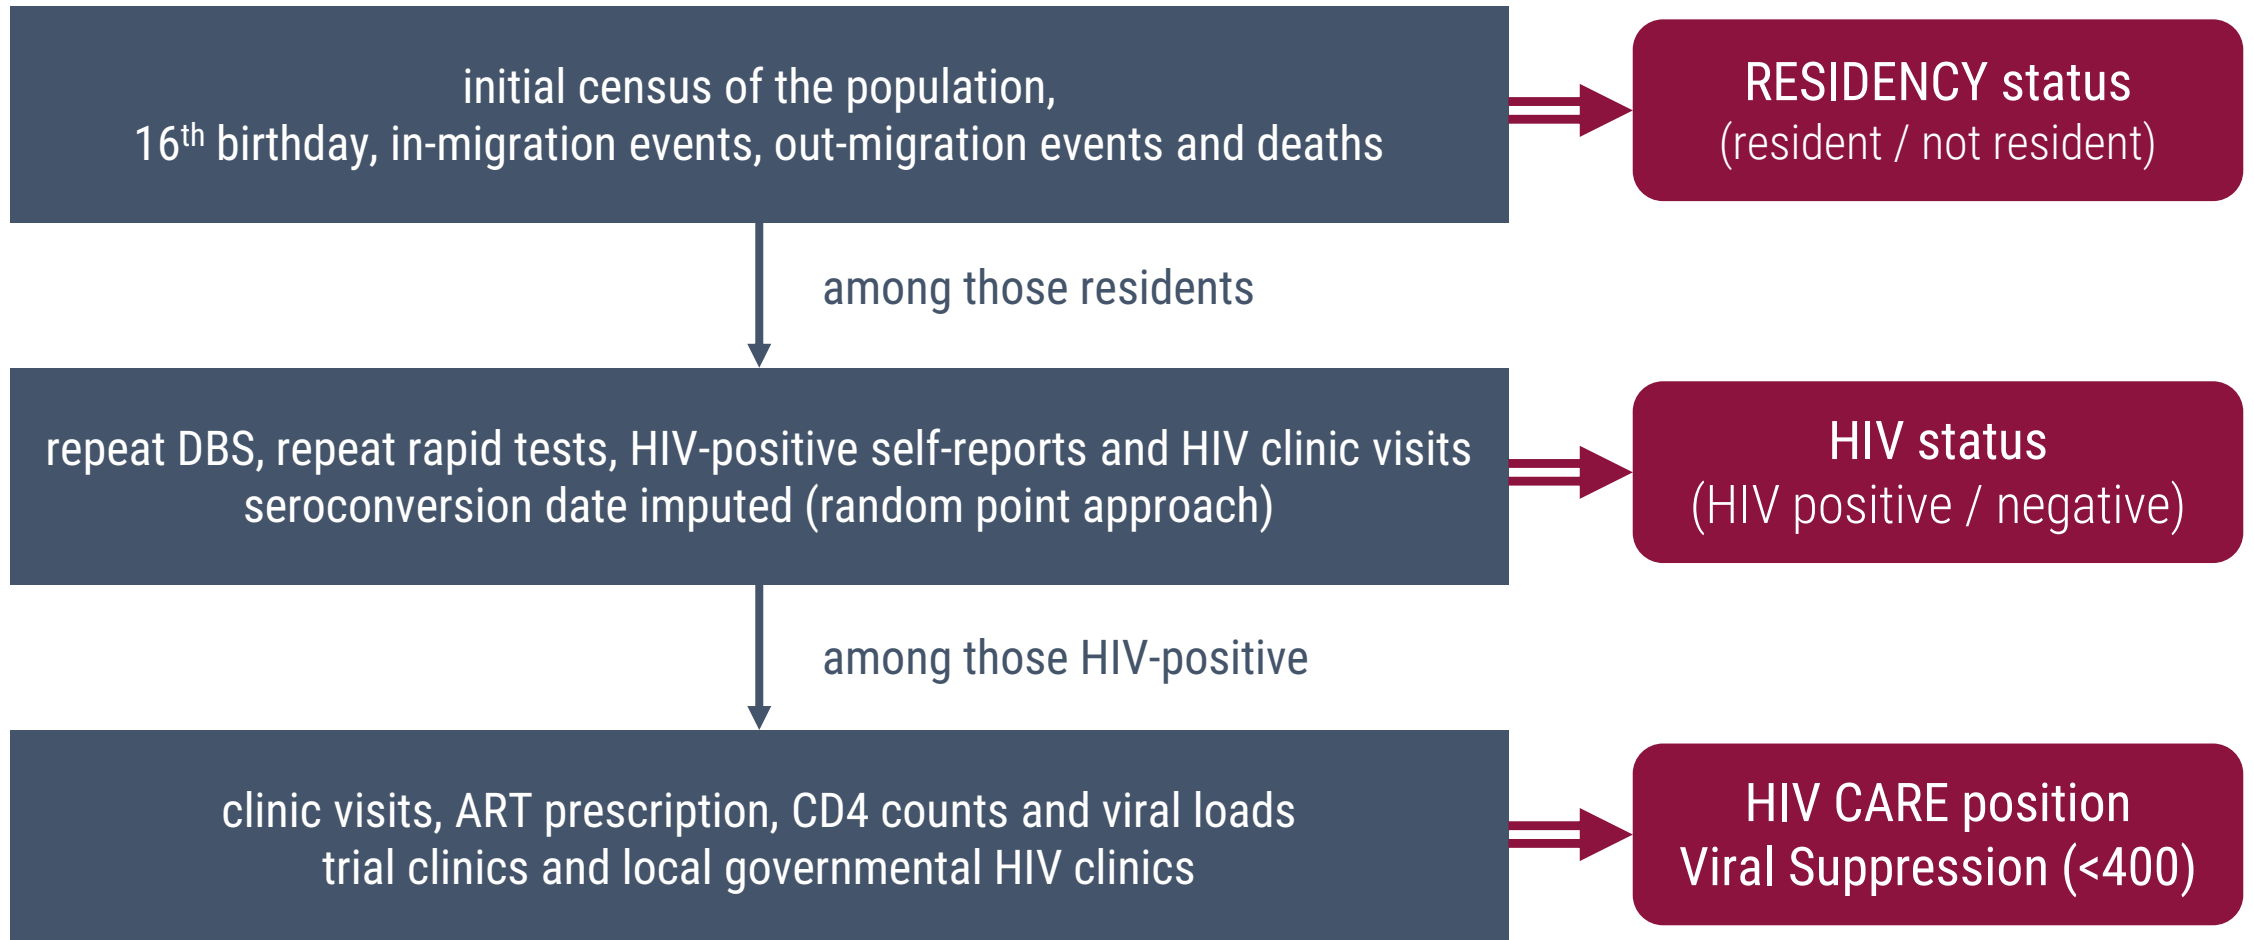 initial census of the population,
16th birthday, in-migration events, out-migration events and deaths
RESIDENCY status
(resident / not resident)
among those residents
repeat DBS, repeat rapid tests, HIV-positive self-reports and HIV clinic visits
seroconversion date imputed (random point approach)
HIV status
(HIV positive / negative)
among those HIV-positive
clinic visits, ART prescription, CD4 counts and viral loads
trial clinics and local governmental HIV clinics
HIV CARE position
Viral Suppression (<400)